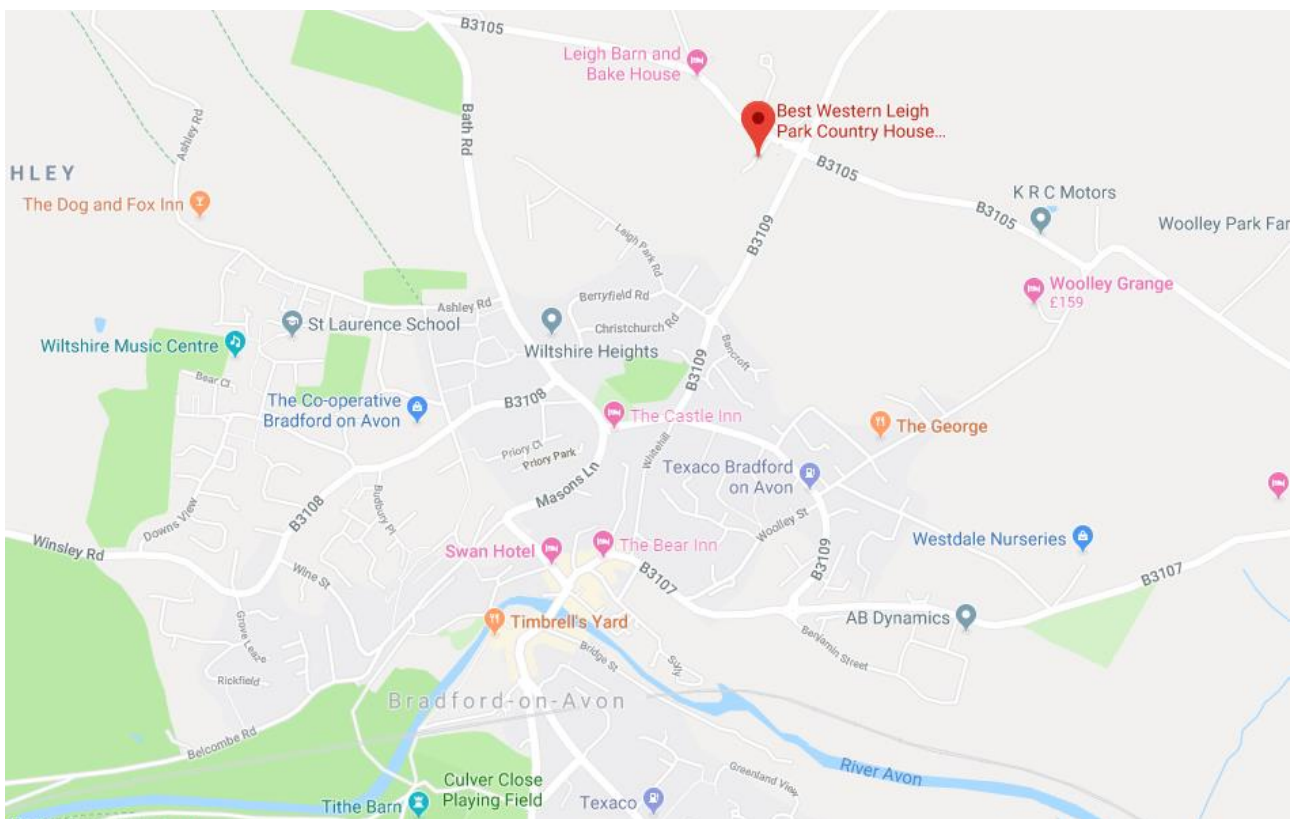 B3105
Leigh Barn and
Bake House
Best Western Leigh
Park Country House...
Bath Rd
Ashley Rd
HLEY
The Dog and Fox Inn
B3105
K R C Motors
B3105
Woolley Park Far
B3109
Leigh Park Rd
Woolley Grange
£159
Berryfield Rd
Ashley Rd
St Laurence School
Christchurch Rd
Wiltshire Music Centre
Wiltshire Heights
Bancroft
B3109
Bear Ct
The Co-operative
Bradford on Avon
B3108
The Castle Inn
The George
Priory Ct
Priory Park
Whitehill
Masons Ln
Texaco Bradford
on Avon
Budbury Pl
B3108
Downs View
Woolley St
Winsley Rd
Swan Hotel
The Bear Inn
Westdale Nurseries
B3109
Wine St
B3107
B3107
Timbrell's Yard
AB Dynamics
Grove Leaze
Bridge St
Benjamin Street
Rickfield
Bradford-on-Avon
Belcombe Rd
River Avon
Culver Close
Playing Field
Greenland View
Tithe Barn
Texaco